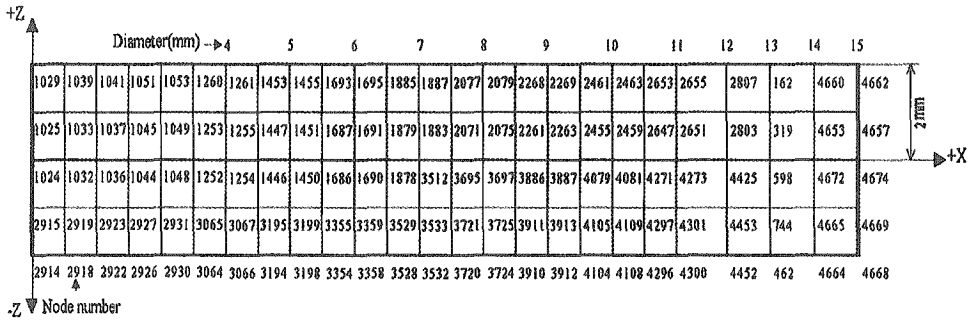 +Z
Diameter(mm) 4 5 6 7 8 9 10 11 12 13 14 15
1029 1039 1041 1051 1053 1260 1261 1453 1455 1693 1695 1885 1887 2077 2079 2268 2269 2461 2463 2653 2655 2807 162 4660 4662
2mm
1025 1033 1037 1045 1049 1253 1255 1447 1451 1687 1691 1879 1883 2071 2075 2261 2263 2455 2459 2647 2651 2803 319 4653 4657
+X
1024 1032 1036 1044 1048 1252 1254 1446 1450 1686 1690 1878 3512 3695 3697 3886 3887 4079 4081 4271 4273 4425 598 4672 4674
2915 2919 2923 2927 2931 3065 3067 3195 3199 3355 3359 3529 3533 3721 3725 3911 3913 4105 4109 4297 4301 4453 744 4665 4669
2914 2918 2922 2926 2930 3064 3066 3194 3198 3354 3358 3528 3532 3720 3724 3910 3912 4104 4108 4296 4300 4452 462 4664 4668
-Z Node number